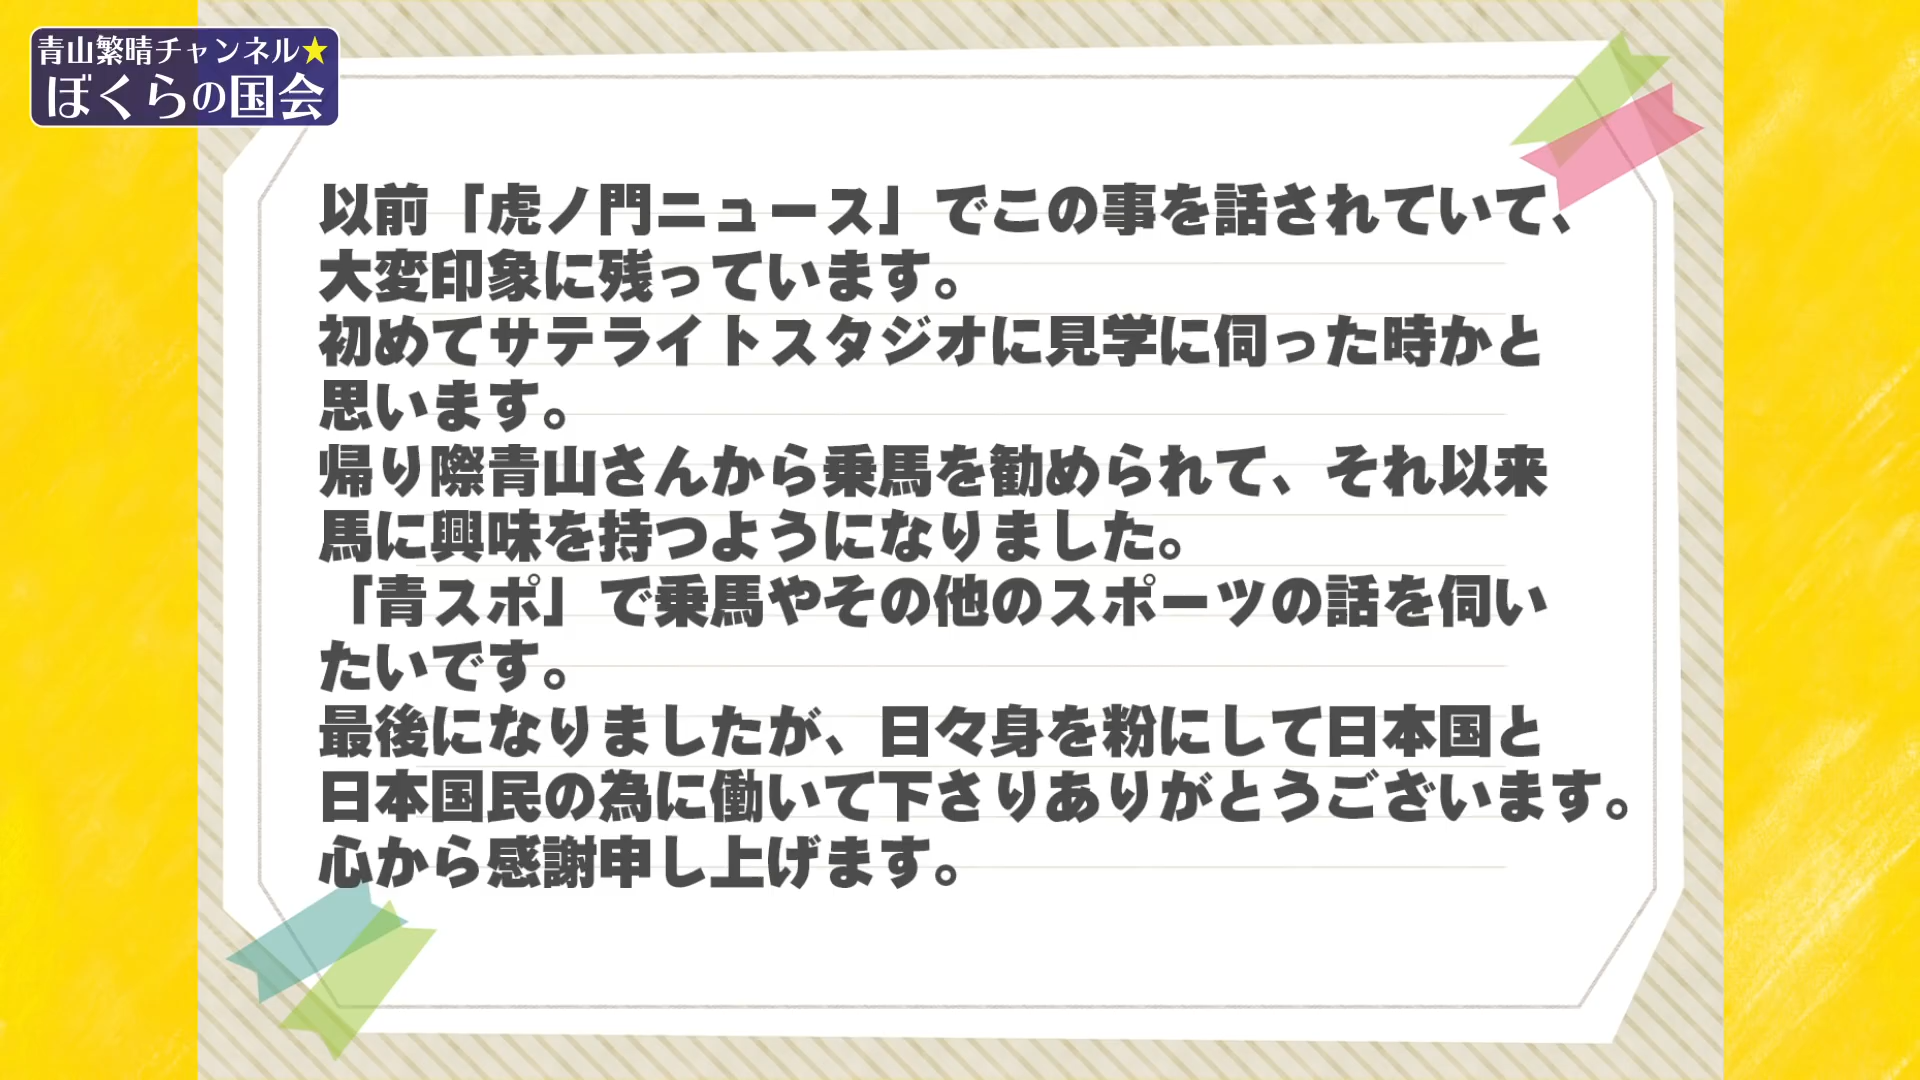 青山繁晴チャンネル★
ぼくらの国会
以前「虎ノ門ニュース」でこの事を話されていて、
大変印象に残っています。
初めてサテライトスタジオに見学に伺った時かと
思います。
帰り際青山さんから乗馬を勧められて、それ以来
馬に興味を持つようになりました。
「青スポ」で乗馬やその他のスポーツの話を伺い
たいです。
最後になりましたが、日々身を粉にして日本国と
日本国民の為に働いて下さりありがとうございます。
心から感謝申し上げます。